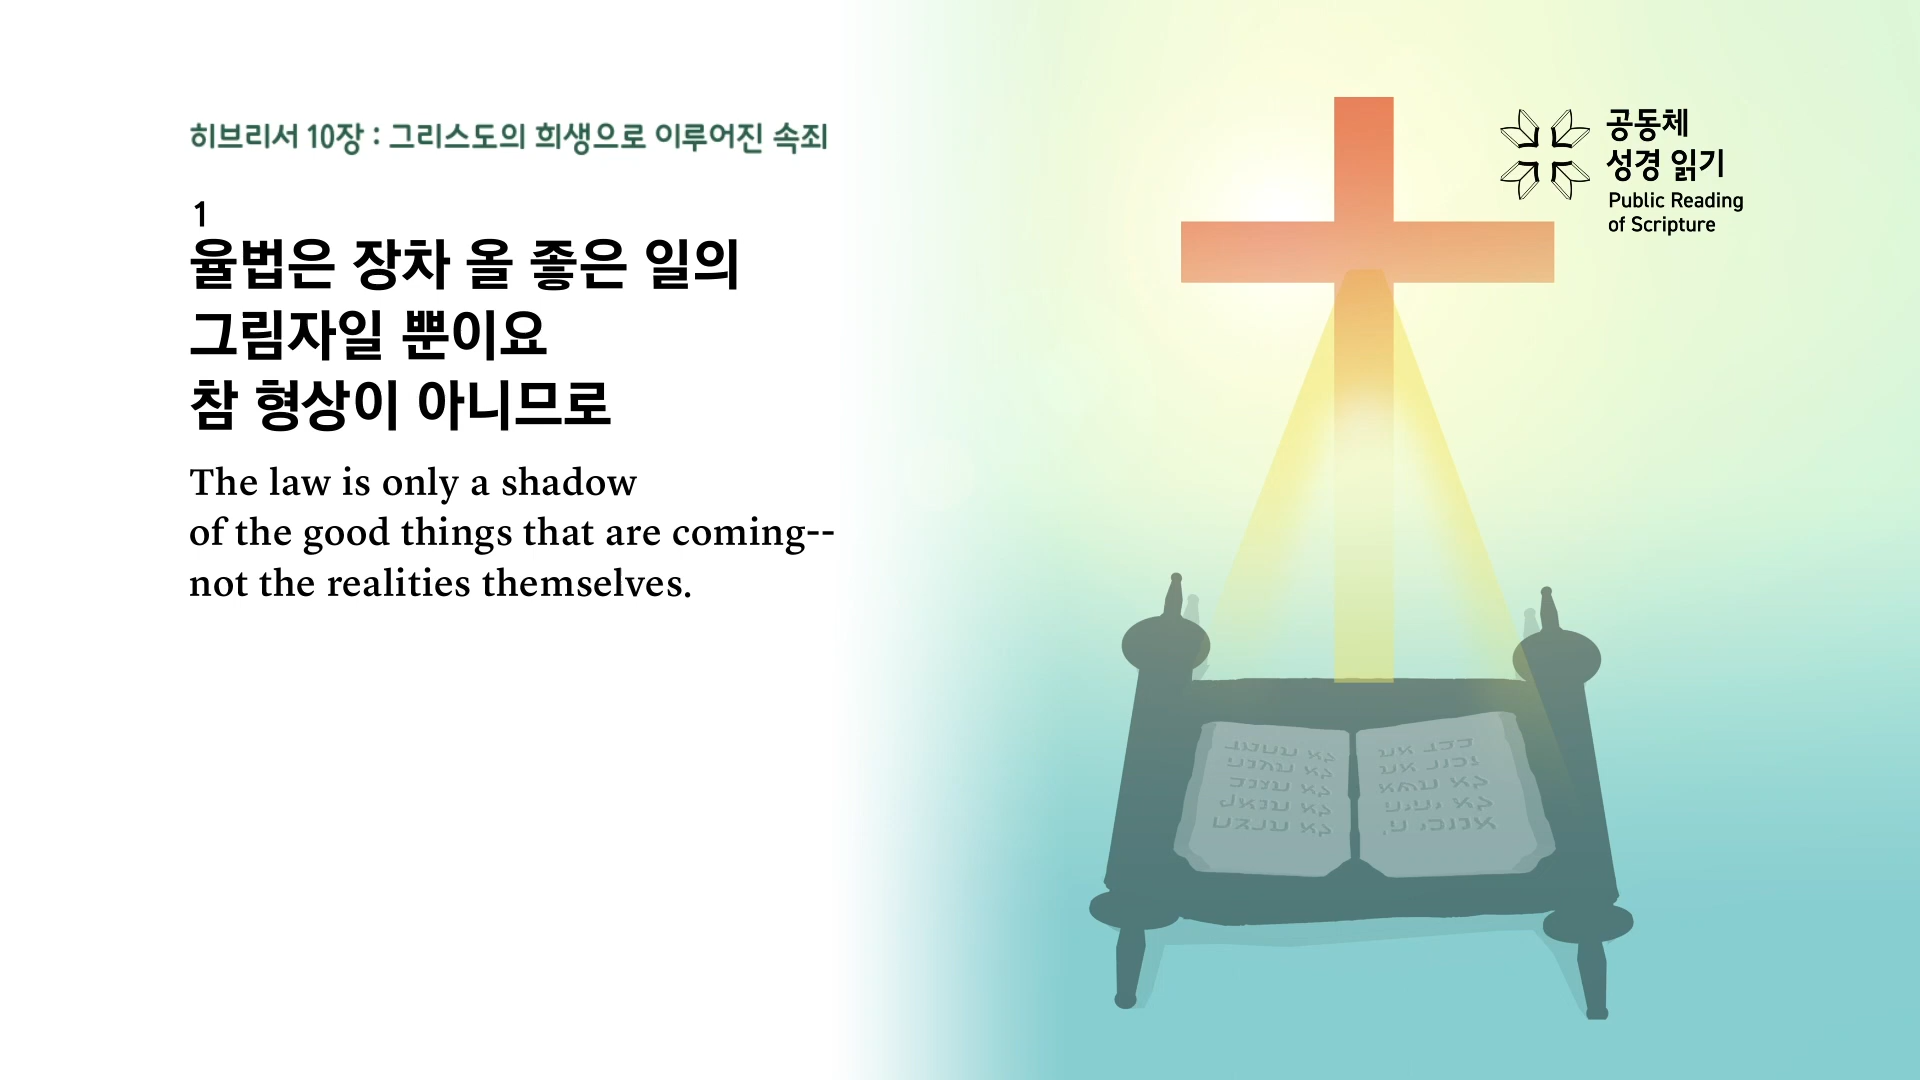 히브리서 10장 : 그리스도의 희생으로 이루어진 속죄
1
율법은 장차 올 좋은 일의
그림자일 뿐이요
참 형상이 아니므로
The law is only a shadow
of the good things that are coming--
not the realities themselves.
공동체
성경 읽기
Public Reading
of Scripture